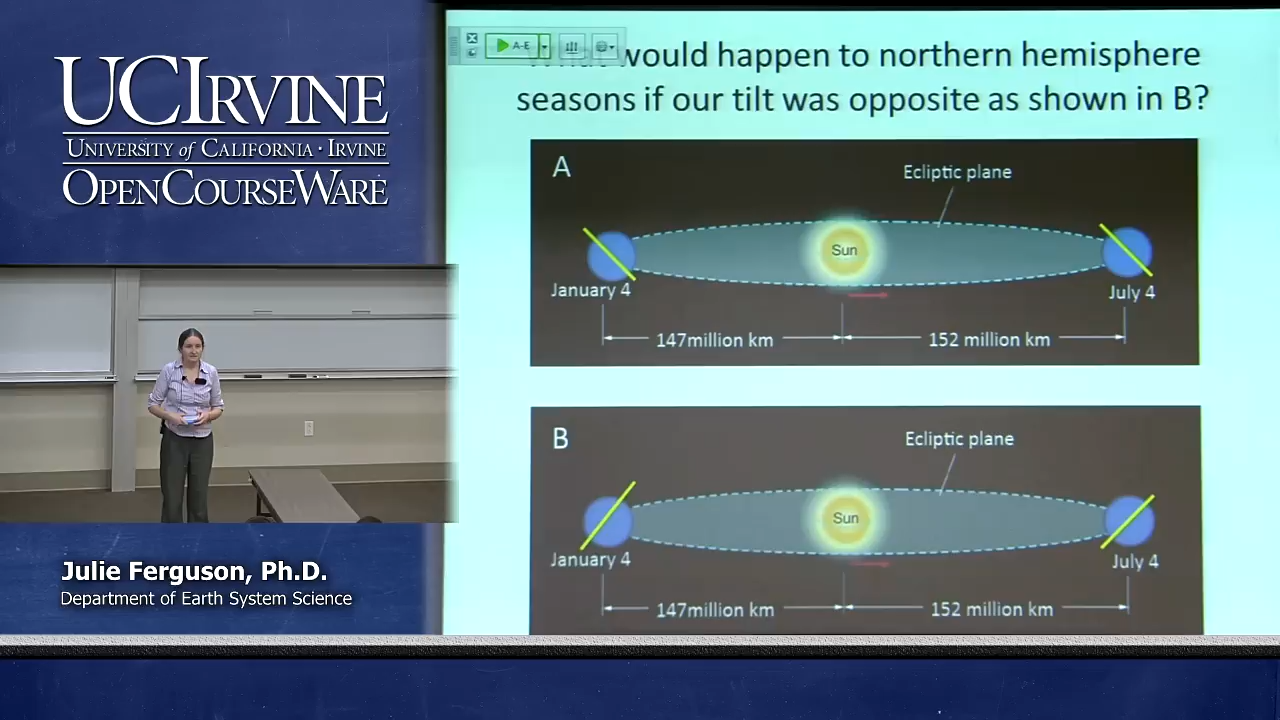 UCIRVINE
UNIVERSITY of CALIFORNIA · IRVINE
OPENCOURSEWARE
A-E
What would happen to northern hemisphere
seasons if our tilt was opposite as shown in B?
A
Ecliptic plane
Sun
January 4
July 4
147million km
152 million km
B
Ecliptic plane
Sun
January 4
July 4
147million km
152 million km
Julie Ferguson, Ph.D.
Department of Earth System Science